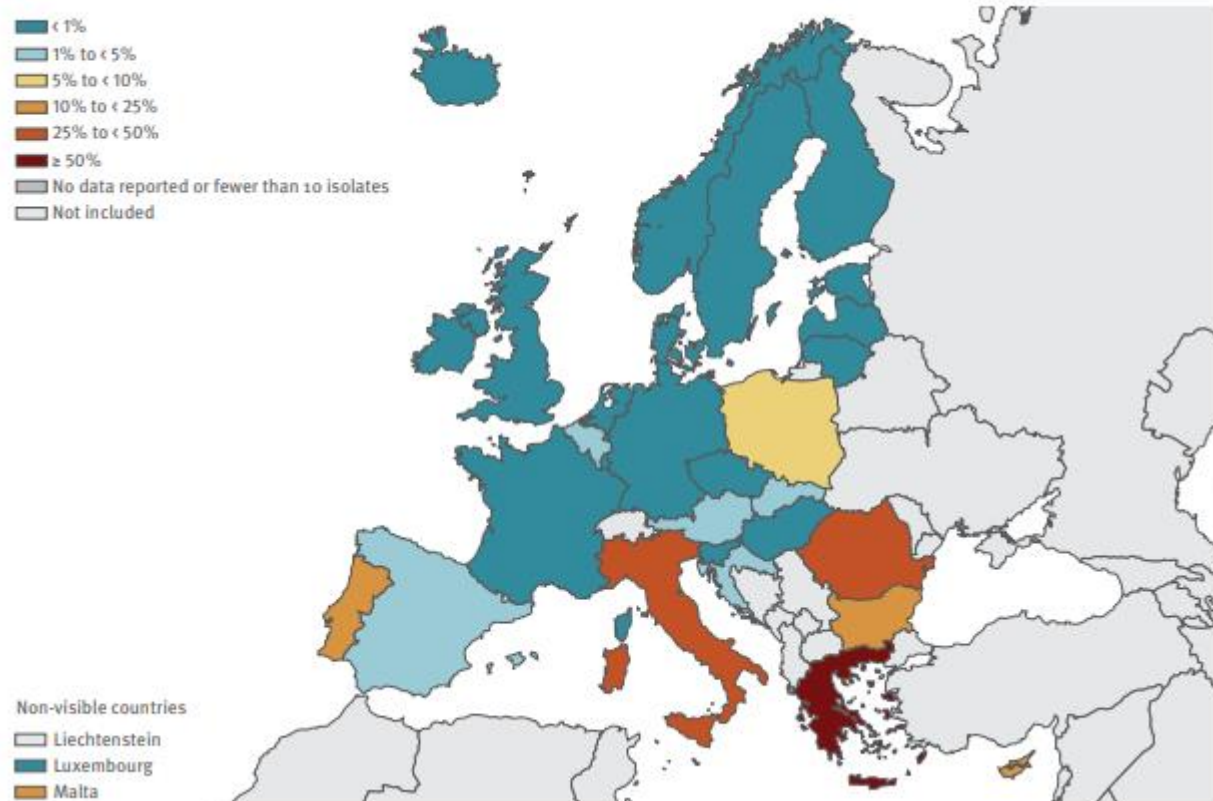 < 1%
1% to < 5%
5% to < 10%
10% to < 25%
25% to < 50%
≥ 50%
No data reported or fewer than 10 isolates
Not included
Non-visible countries
Liechtenstein
Luxembourg
Malta